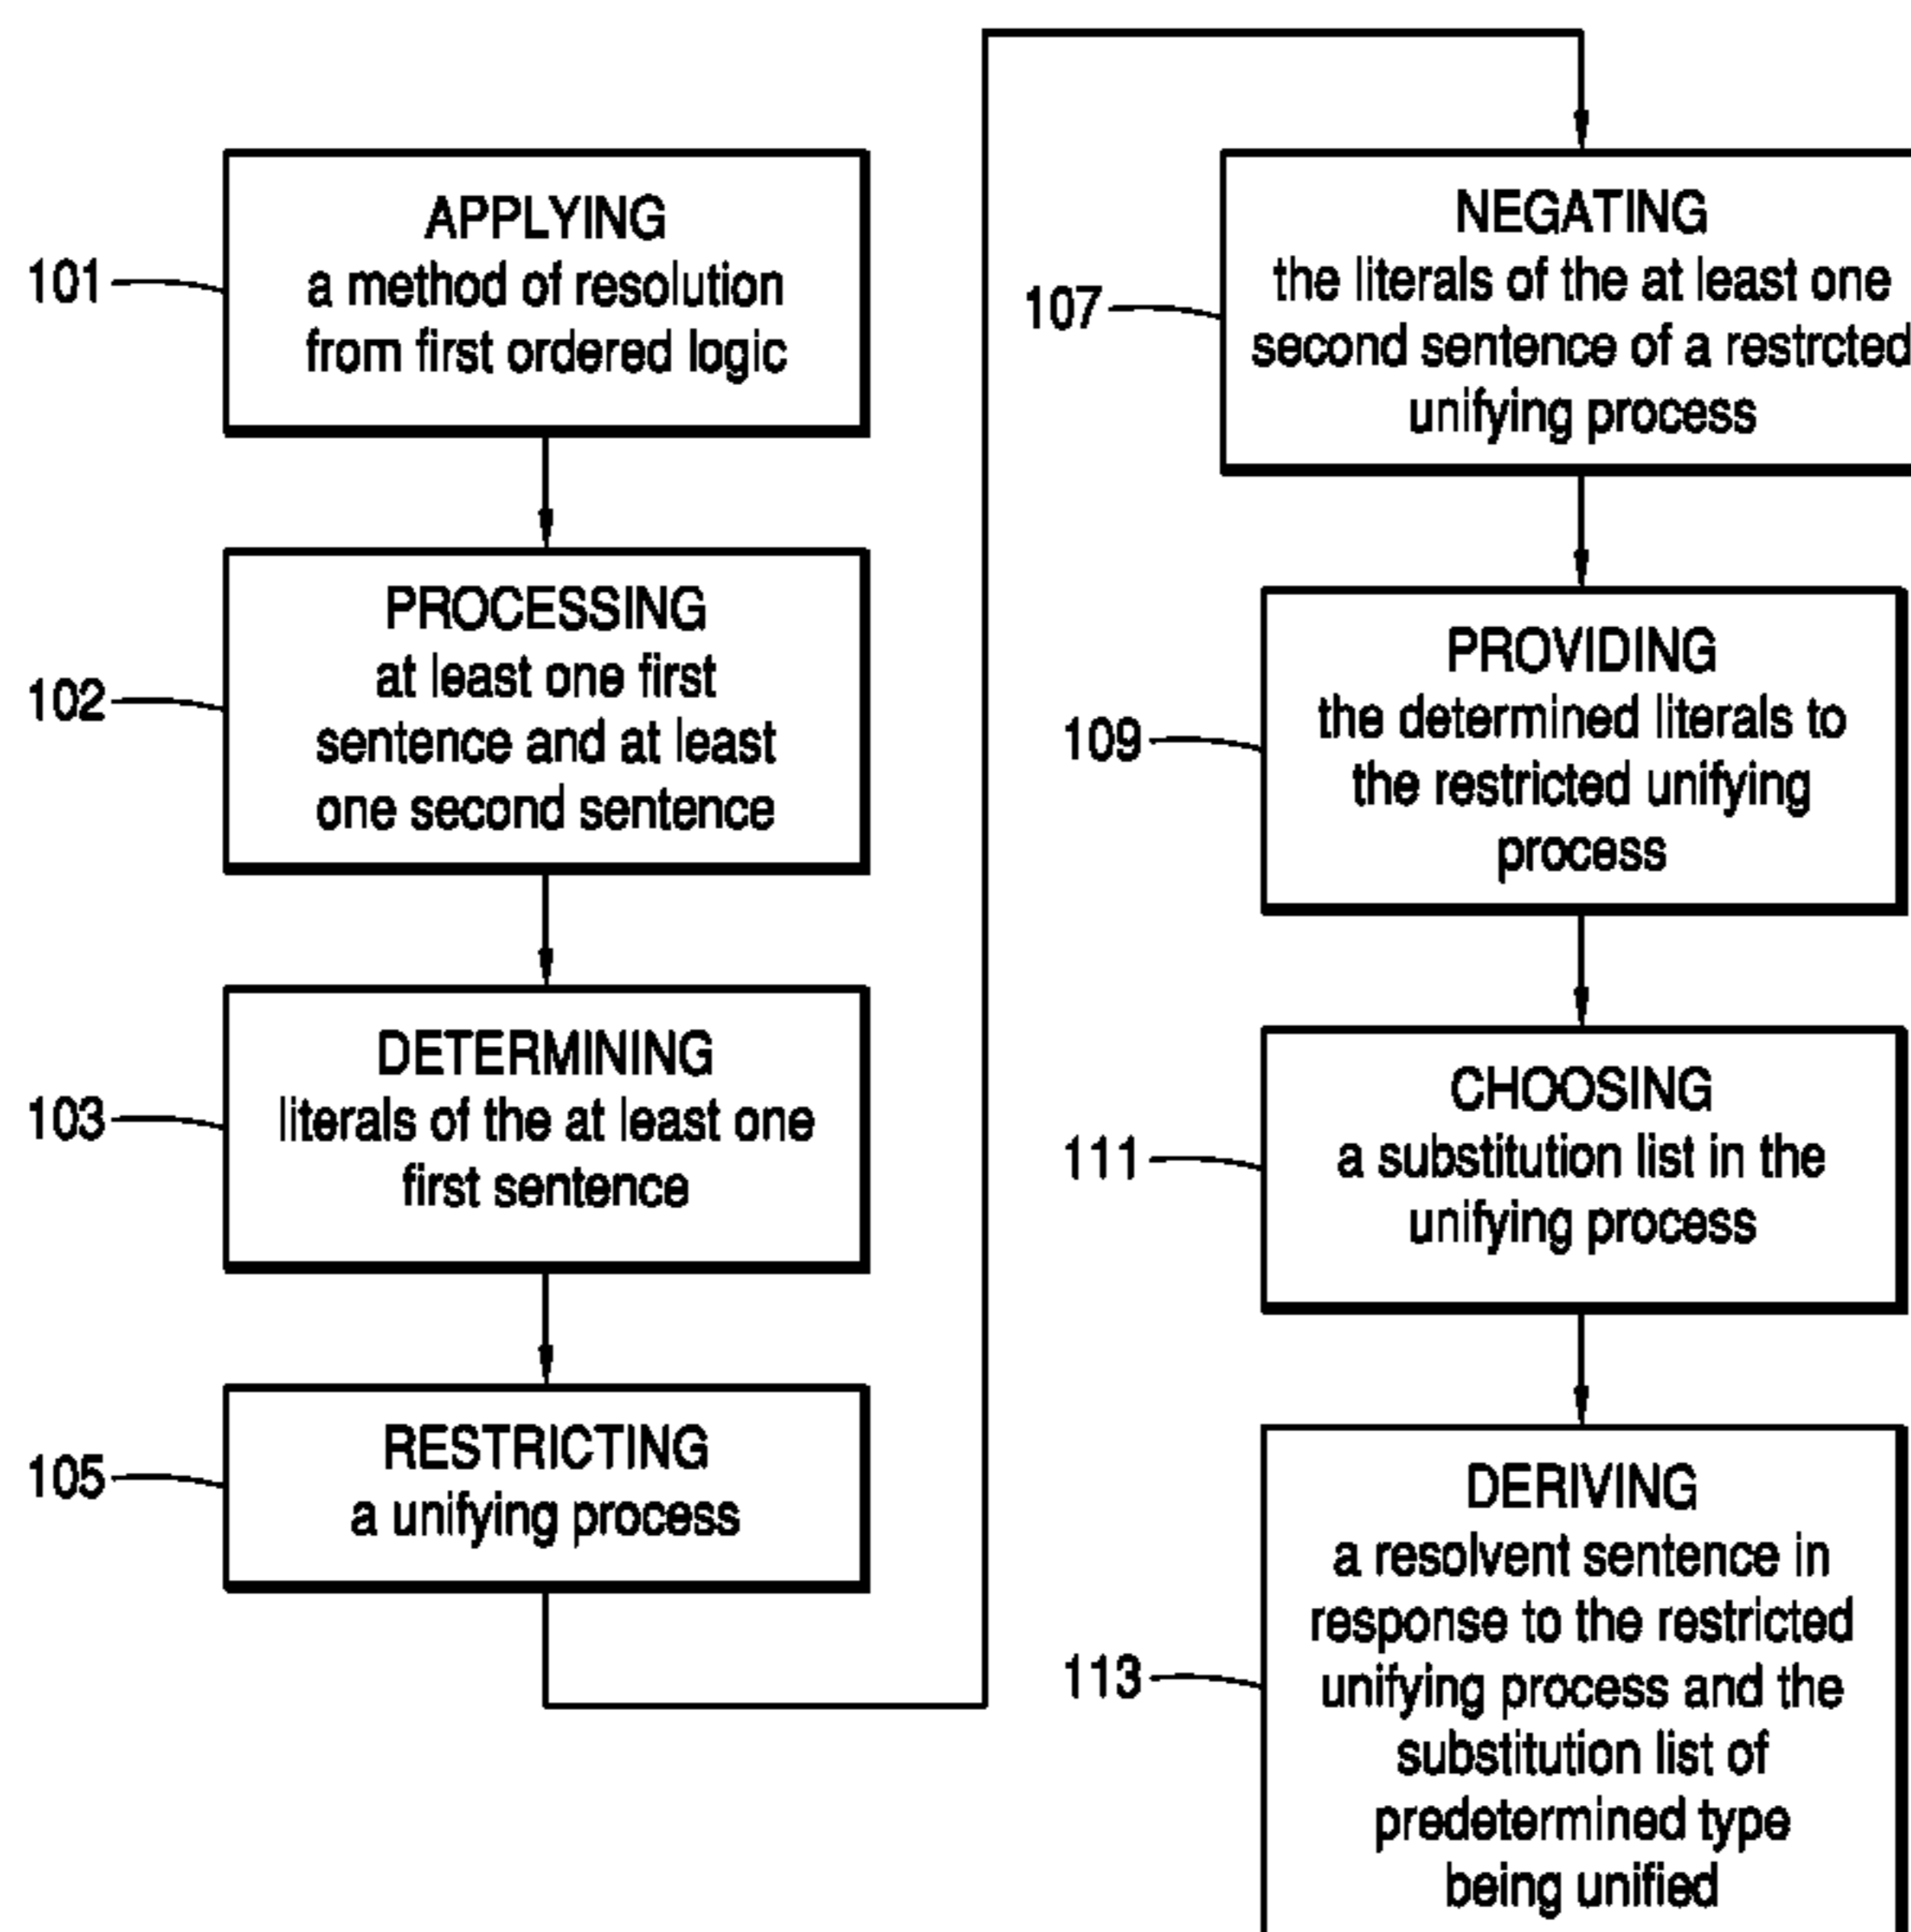 101
APPLYING
a method of resolution
from first ordered logic
102
PROCESSING
at least one first
sentence and at least
one second sentence
103
DETERMINING
literals of the at least one
first sentence
105
RESTRICTING
a unifying process
107
NEGATING
the literals of the at least one
second sentence of a restrcted
unifying process
109
PROVIDING
the determined literals to
the restricted unifying
process
111
CHOOSING
a substitution list in the
unifying process
113
DERIVING
a resolvent sentence in
response to the restricted
unifying process and the
substitution list of
predetermined type
being unified